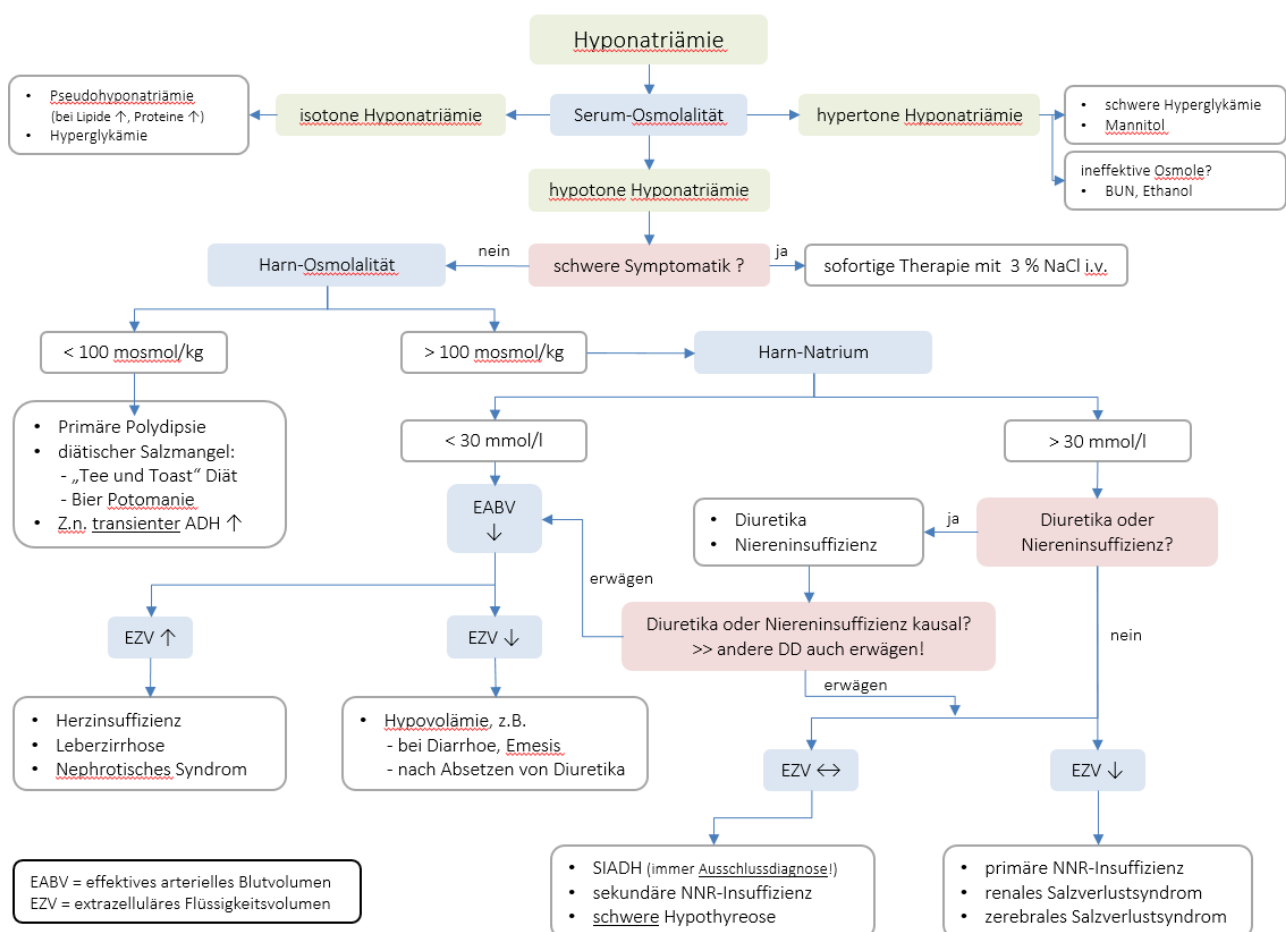 Hyponatriämie
• Pseudohyponatriämie
(bei Lipide ↑, Proteine ↑)
• Hyperglykämie
isotone Hyponatriämie
Serum-Osmolalität
hypertone Hyponatriämie
• schwere Hyperglykämie
• Mannitol
ineffektive Osmole?
• BUN, Ethanol
hypotone Hyponatriämie
Harn-Osmolalität
nein
schwere Symptomatik ?
ja
sofortige Therapie mit 3 % NaCl i.v.
< 100 mosmol/kg
> 100 mosmol/kg
Harn-Natrium
• Primäre Polydipsie
• diätischer Salzmangel:
- „Tee und Toast“ Diät
- Bier Potomanie
• Z.n. transienter ADH ↑
< 30 mmol/l
> 30 mmol/l
EABV
↓
• Diuretika
• Niereninsuffizienz
ja
Diuretika oder
Niereninsuffizienz?
erwägen
EZV ↑
EZV ↓
Diuretika oder Niereninsuffizienz kausal?
>> andere DD auch erwägen!
nein
erwägen
• Herzinsuffizienz
• Leberzirrhose
• Nephrotisches Syndrom
• Hypovolämie, z.B.
- bei Diarrhoe, Emesis
- nach Absetzen von Diuretika
EZV ↔
EZV ↓
• SIADH (immer Ausschlussdiagnose!)
• sekundäre NNR-Insuffizienz
• schwere Hypothyreose
• primäre NNR-Insuffizienz
• renales Salzverlustsyndrom
• zerebrales Salzverlustsyndrom
EABV = effektives arterielles Blutvolumen
EZV = extrazelluläres Flüssigkeitsvolumen